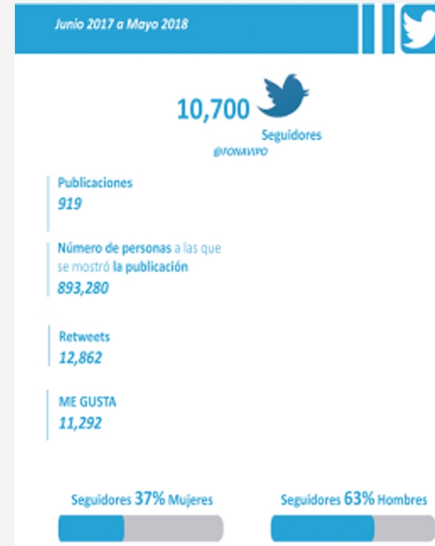 Junio 2017 a Mayo 2018
10,700
Seguidores
@FONAVIPO
Publicaciones
919
Número de personas a las que
se mostró la publicación
893,280
Retweets
12,862
ME GUSTA
11,292
Seguidores 37% Mujeres
Seguidores 63% Hombres